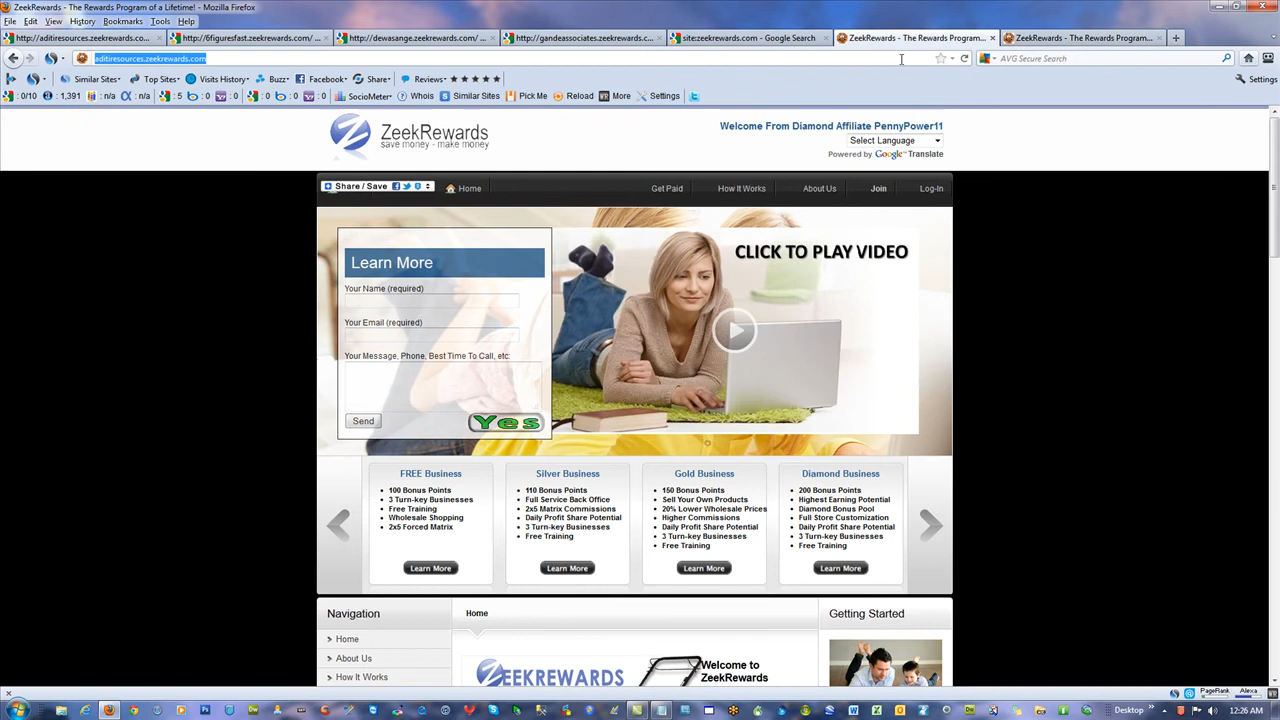 ZeekRewards - The Rewards Program of a Lifetime! - Mozilla Firefox
File Edit View History Bookmarks Tools Help
http://aditiresources.zeekrewards.co... http://6figuresfast.zeekrewards.com/ ... http://dewasange.zeekrewards.com/ ... http://gandeassociates.zeekrewards.c... site:zeekrewards.com - Google Search ZeekRewards - The Rewards Program... ZeekRewards - The Rewards Program...
aditiresources.zeekrewards.com AVG Secure Search
Similar Sites Top Sites Visits History Buzz Facebook Share Reviews: Settings
: 0/10 : 1,391 : n/a : n/a : 5 : 0 : 0 : 0 : 0 SocioMeter Whois Similar Sites Pick Me Reload More Settings
ZeekRewards
save money - make money
Welcome From Diamond Affiliate PennyPower11
Select Language
Powered by Google Translate
Share / Save Home Get Paid How It Works About Us Join Log-In
Learn More
Your Name (required)
Your Email (required)
Your Message, Phone, Best Time To Call, etc:
Send Yes
CLICK TO PLAY VIDEO
FREE Business
100 Bonus Points
3 Turn-key Businesses
Free Training
Wholesale Shopping
2x5 Forced Matrix
Learn More
Silver Business
110 Bonus Points
Full Service Back Office
2x5 Matrix Commissions
Daily Profit Share Potential
3 Turn-key Businesses
Free Training
Learn More
Gold Business
150 Bonus Points
Sell Your Own Products
20% Lower Wholesale Prices
Higher Commissions
Daily Profit Share Potential
3 Turn-key Businesses
Free Training
Learn More
Diamond Business
200 Bonus Points
Highest Earning Potential
Diamond Bonus Pool
Full Store Customization
Daily Profit Share Potential
3 Turn-key Businesses
Free Training
Learn More
Navigation
Home
About Us
How It Works
Home
ZEEKREWARDS
Welcome to
ZeekRewards
Getting Started
PageRank Alexa
Desktop 12:26 AM